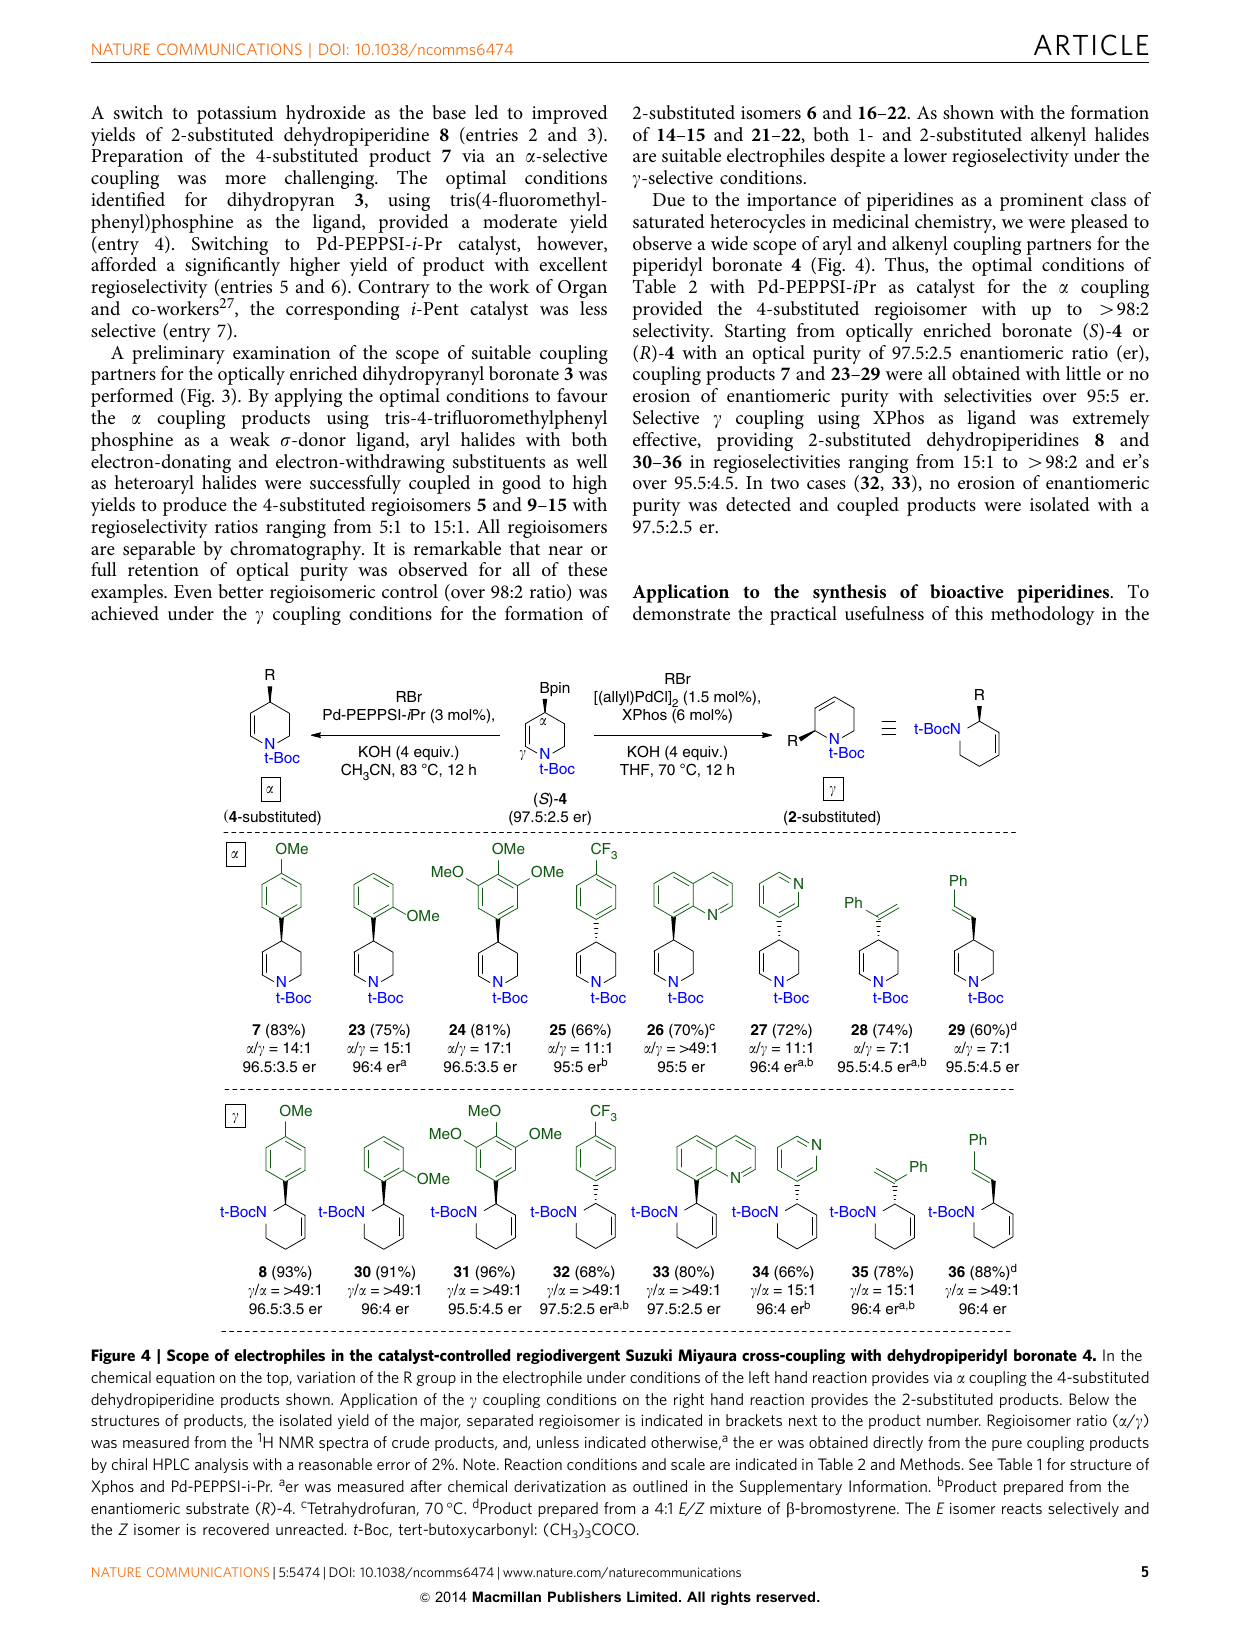 NATURE COMMUNICATIONS | DOI: 10.1038/ncomms6474
ARTICLE
A switch to potassium hydroxide as the base led to improved
yields of 2-substituted dehydropiperidine 8 (entries 2 and 3).
Preparation of the 4-substituted product 7 via an α-selective
coupling was more challenging. The optimal conditions
identified for dihydropyran 3, using tris(4-fluoromethyl-
phenyl)phosphine as the ligand, provided a moderate yield
(entry 4). Switching to Pd-PEPPSI-i-Pr catalyst, however,
afforded a significantly higher yield of product with excellent
regioselectivity (entries 5 and 6). Contrary to the work of Organ
and co-workers27, the corresponding i-Pent catalyst was less
selective (entry 7).
A preliminary examination of the scope of suitable coupling
partners for the optically enriched dihydropyranyl boronate 3 was
performed (Fig. 3). By applying the optimal conditions to favour
the α coupling products using tris-4-trifluoromethylphenyl
phosphine as a weak σ-donor ligand, aryl halides with both
electron-donating and electron-withdrawing substituents as well
as heteroaryl halides were successfully coupled in good to high
yields to produce the 4-substituted regioisomers 5 and 9–15 with
regioselectivity ratios ranging from 5:1 to 15:1. All regioisomers
are separable by chromatography. It is remarkable that near or
full retention of optical purity was observed for all of these
examples. Even better regioisomeric control (over 98:2 ratio) was
achieved under the γ coupling conditions for the formation of
2-substituted isomers 6 and 16–22. As shown with the formation
of 14–15 and 21–22, both 1- and 2-substituted alkenyl halides
are suitable electrophiles despite a lower regioselectivity under the
γ-selective conditions.
Due to the importance of piperidines as a prominent class of
saturated heterocycles in medicinal chemistry, we were pleased to
observe a wide scope of aryl and alkenyl coupling partners for the
piperidyl boronate 4 (Fig. 4). Thus, the optimal conditions of
Table 2 with Pd-PEPPSI-iPr as catalyst for the α coupling
provided the 4-substituted regioisomer with up to >98:2
selectivity. Starting from optically enriched boronate (S)-4 or
(R)-4 with an optical purity of 97.5:2.5 enantiomeric ratio (er),
coupling products 7 and 23–29 were all obtained with little or no
erosion of enantiomeric purity with selectivities over 95:5 er.
Selective γ coupling using XPhos as ligand was extremely
effective, providing 2-substituted dehydropiperidines 8 and
30–36 in regioselectivities ranging from 15:1 to >98:2 and er's
over 95.5:4.5. In two cases (32, 33), no erosion of enantiomeric
purity was detected and coupled products were isolated with a
97.5:2.5 er.
Application to the synthesis of bioactive piperidines. To
demonstrate the practical usefulness of this methodology in the
R
N
t-Boc
α
(4-substituted)
RBr
Pd-PEPPSI-iPr (3 mol%),
KOH (4 equiv.)
CH3CN, 83 °C, 12 h
Bpin
α
γ
N
t-Boc
(S)-4
(97.5:2.5 er)
RBr
[(allyl)PdCl]2 (1.5 mol%),
XPhos (6 mol%)
KOH (4 equiv.)
THF, 70 °C, 12 h
R
N
t-Boc
γ
(2-substituted)
R
t-BocN
α
OMe
N
t-Boc
OMe
N
t-Boc
OMe
MeO
OMe
N
t-Boc
CF3
N
t-Boc
N
N
t-Boc
N
N
t-Boc
Ph
N
t-Boc
Ph
N
t-Boc
7 (83%) 23 (75%) 24 (81%) 25 (66%) 26 (70%)c 27 (72%) 28 (74%) 29 (60%)d
α/γ = 14:1 α/γ = 15:1 α/γ = 17:1 α/γ = 11:1 α/γ = >49:1 α/γ = 11:1 α/γ = 7:1 α/γ = 7:1
96.5:3.5 er 96:4 era 96.5:3.5 er 95:5 erb 95:5 er 96:4 era,b 95.5:4.5 era,b 95.5:4.5 er
γ
OMe
t-BocN
OMe
t-BocN
MeO
MeO
OMe
t-BocN
CF3
t-BocN
N
t-BocN
N
t-BocN
Ph
t-BocN
Ph
t-BocN
8 (93%) 30 (91%) 31 (96%) 32 (68%) 33 (80%) 34 (66%) 35 (78%) 36 (88%)d
γ/α = >49:1 γ/α = >49:1 γ/α = >49:1 γ/α = >49:1 γ/α = >49:1 γ/α = 15:1 γ/α = 15:1 γ/α = >49:1
96.5:3.5 er 96:4 er 95.5:4.5 er 97.5:2.5 era,b 97.5:2.5 er 96:4 erb 96:4 era,b 96:4 er
Figure 4 | Scope of electrophiles in the catalyst-controlled regiodivergent Suzuki Miyaura cross-coupling with dehydropiperidyl boronate 4. In the
chemical equation on the top, variation of the R group in the electrophile under conditions of the left hand reaction provides via α coupling the 4-substituted
dehydropiperidine products shown. Application of the γ coupling conditions on the right hand reaction provides the 2-substituted products. Below the
structures of products, the isolated yield of the major, separated regioisomer is indicated in brackets next to the product number. Regioisomer ratio (α/γ)
was measured from the 1H NMR spectra of crude products, and, unless indicated otherwise,a the er was obtained directly from the pure coupling products
by chiral HPLC analysis with a reasonable error of 2%. Note. Reaction conditions and scale are indicated in Table 2 and Methods. See Table 1 for structure of
Xphos and Pd-PEPPSI-i-Pr. aer was measured after chemical derivatization as outlined in the Supplementary Information. bProduct prepared from the
enantiomeric substrate (R)-4. cTetrahydrofuran, 70 °C. dProduct prepared from a 4:1 E/Z mixture of β-bromostyrene. The E isomer reacts selectively and
the Z isomer is recovered unreacted. t-Boc, tert-butoxycarbonyl: (CH3)3COCO.
NATURE COMMUNICATIONS | 5:5474 | DOI: 10.1038/ncomms6474 | www.nature.com/naturecommunications
5
© 2014 Macmillan Publishers Limited. All rights reserved.